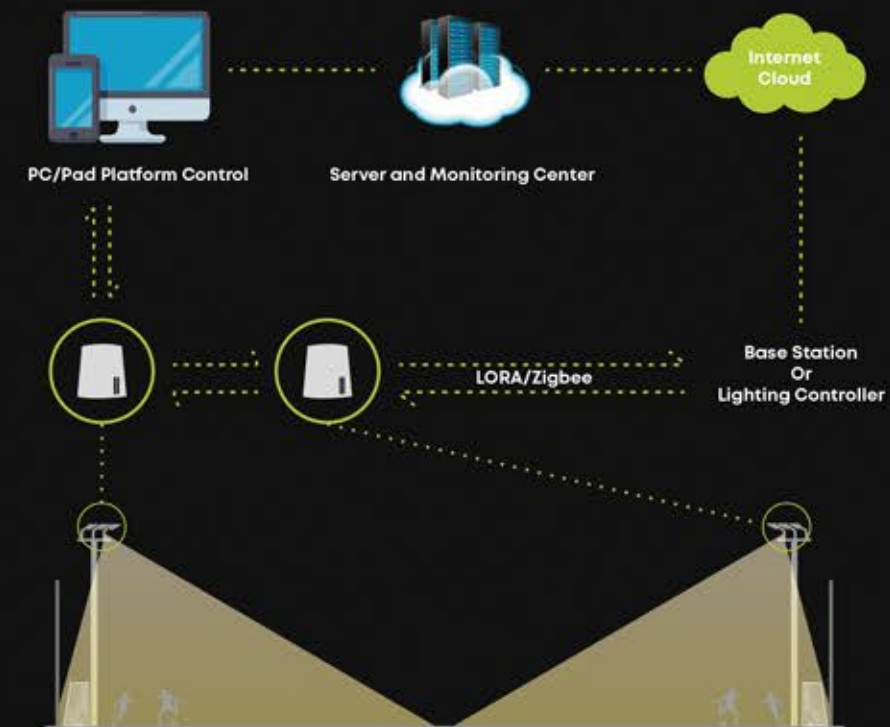 Internet
Cloud
PC/Pad Platform Control
Server and Monitoring Center
LORA/Zigbee
Base Station
Or
Lighting Controller